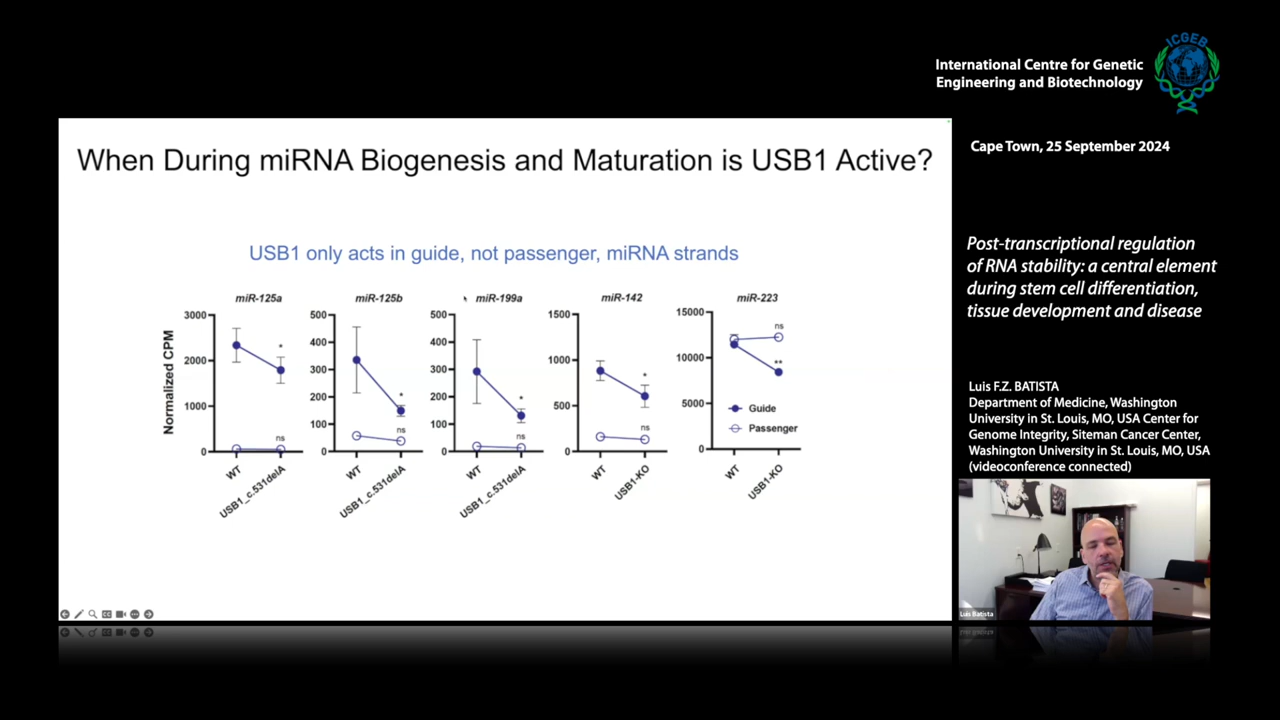 International Centre for Genetic
Engineering and Biotechnology
ICGEB
Cape Town, 25 September 2024
When During miRNA Biogenesis and Maturation is USB1 Active?
USB1 only acts in guide, not passenger, miRNA strands
miR-125a
miR-125b
miR-199a
miR-142
miR-223
Normalized CPM
3000
2000
1000
0
*
ns
WT
USB1_c.531delA
500
400
300
200
100
0
*
ns
WT
USB1_c.531delA
500
400
300
200
100
0
*
ns
WT
USB1_c.531delA
1500
1000
500
0
*
ns
WT
USB1-KO
15000
10000
5000
0
ns
**
Guide
Passenger
WT
USB1-KO
Post-transcriptional regulation
of RNA stability: a central element
during stem cell differentiation,
tissue development and disease
Luis F.Z. BATISTA
Department of Medicine, Washington
University in St. Louis, MO, USA Center for
Genome Integrity, Siteman Cancer Center,
Washington University in St. Louis, MO, USA
(videoconference connected)
Luis Batista